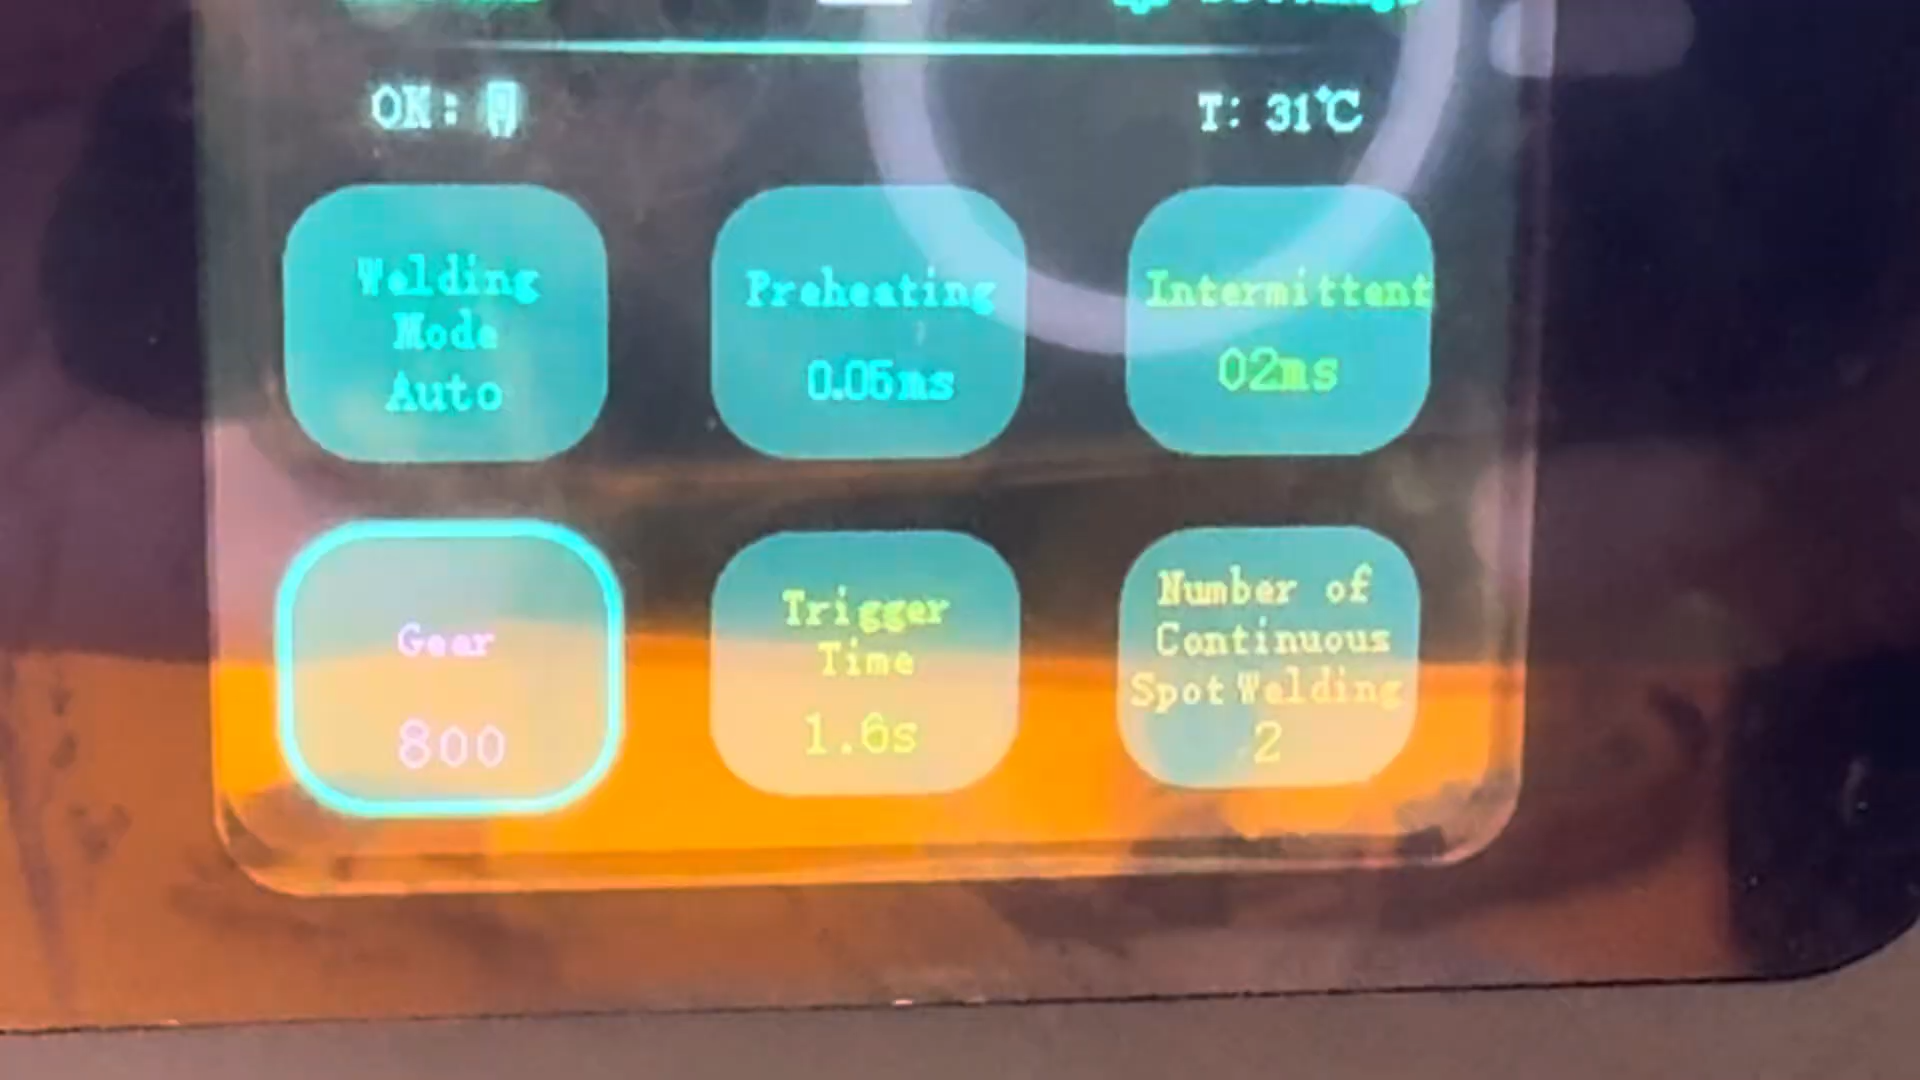 ON:
T: 31℃
Welding
Mode
Auto
Preheating
0.05ms
Intermittent
02ms
Gear
800
Trigger
Time
1.6s
Number of
Continuous
Spot Welding
2